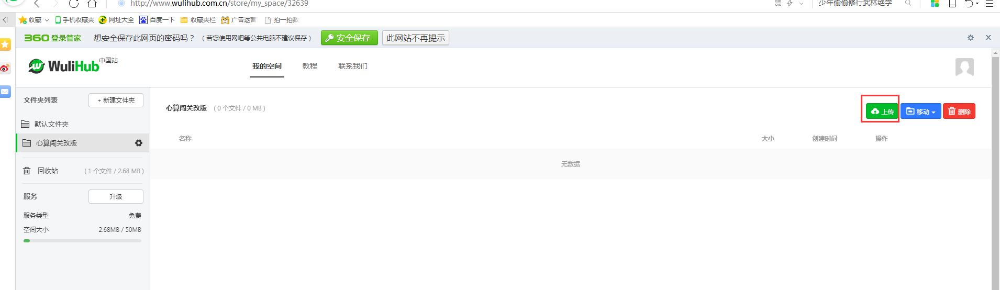 http://www.wulihub.com.cn/store/my_space/32639
少年偷偷修行武林绝学
收藏 手机收藏夹 网址大全 百度一下 收藏夹栏 广告运营 拍一拍数
360 登录管家 想安全保存此网页的密码吗？ （若您使用网吧等公共电脑不建议保存） 安全保存 此网站不再提示
WuliHub 中国站 我的空间 教程 联系我们
文件夹列表 + 新建文件夹
默认文件夹
心算闯关改版
回收站 ( 1 个文件 / 2.68 MB )
服务 升级
服务类型 免费
空间大小 2.68MB / 50MB
心算闯关改版 ( 0 个文件 / 0 MB ) 上传 移动 删除
名称 大小 创建时间 操作
无数据